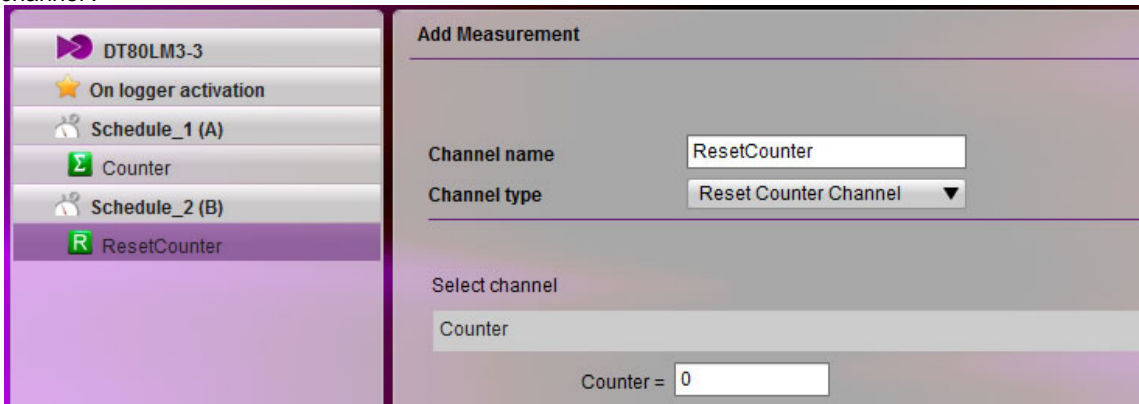 DT80LM3-3
On logger activation
Schedule_1 (A)
Counter
Schedule_2 (B)
ResetCounter
Add Measurement
Channel name ResetCounter
Channel type Reset Counter Channel
Select channel
Counter
Counter = 0